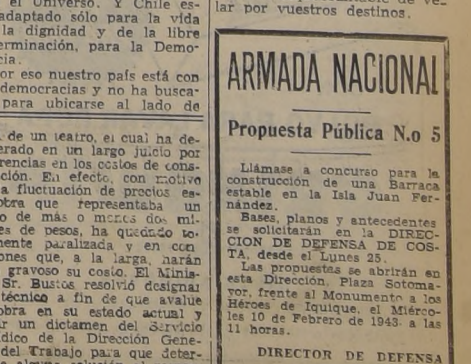 el Universo. Y Chile es-
adaptado sólo para la vida
la dignidad y de la libre
erminación, para la Demo-
cia.
or eso nuestro país está con
democracias y no ha busca-
para ubicarse al lado de
de un teatro, el cual ha de-
erado en un largo juicio por
rencias en los costos de cons-
ción. En efecto, con motivo
a fluctuación de precios es-
obra que representaba un
o de más o menos dos mi-
es de pesos, ha quedado to-
mente paralizada y en con
ones que, a la larga, harán
gravoso su costo. El Minis-
Sr. Bustos resolvió designar
técnico a fin de que avalúe
obra en su estado actual y
ar un dictamen del Servicio
dico de la Dirección Gene-
del Trabajo para que deter-
lar por vuestros destinos.
ARMADA NACIONAL
Propuesta Pública N.o 5
Llámase a concurso para la
construcción de una Barraca
estable en la Isla Juan Fer-
nández.
Bases, planos y antecedentes
se solicitarán en la DIREC-
CION DE DEFENSA DE COS-
TA, desde el Lunes 25.
Las propuestas se abrirán en
esta Dirección, Plaza Sotoma-
yor, frente al Monumento a los
Héroes de Iquique, el Miérco-
les 10 de Febrero de 1943 a las
11 horas.
DIRECTOR DE DEFENSA